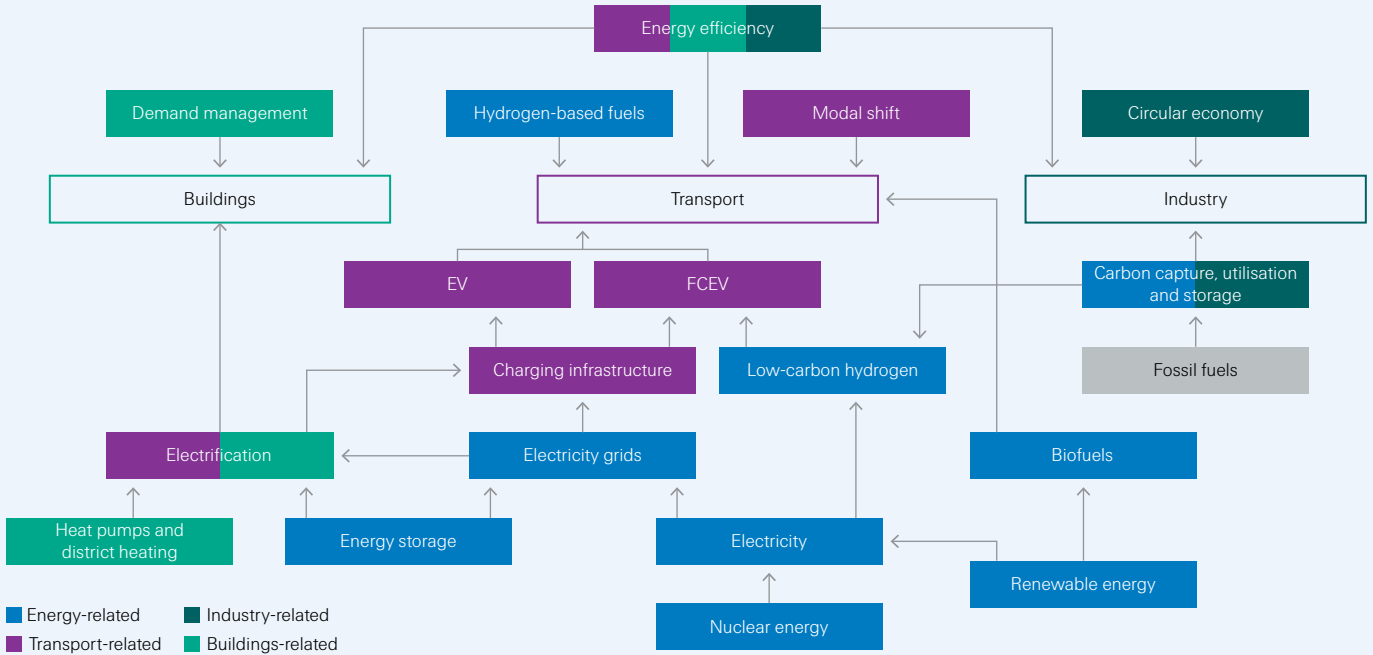 Energy efficiency
Demand management
Hydrogen-based fuels
Modal shift
Circular economy
Buildings
Transport
Industry
EV
FCEV
Carbon capture, utilisation
and storage
Charging infrastructure
Low-carbon hydrogen
Fossil fuels
Electrification
Electricity grids
Biofuels
Heat pumps and
district heating
Energy storage
Electricity
Renewable energy
Nuclear energy
Energy-related
Industry-related
Transport-related
Buildings-related